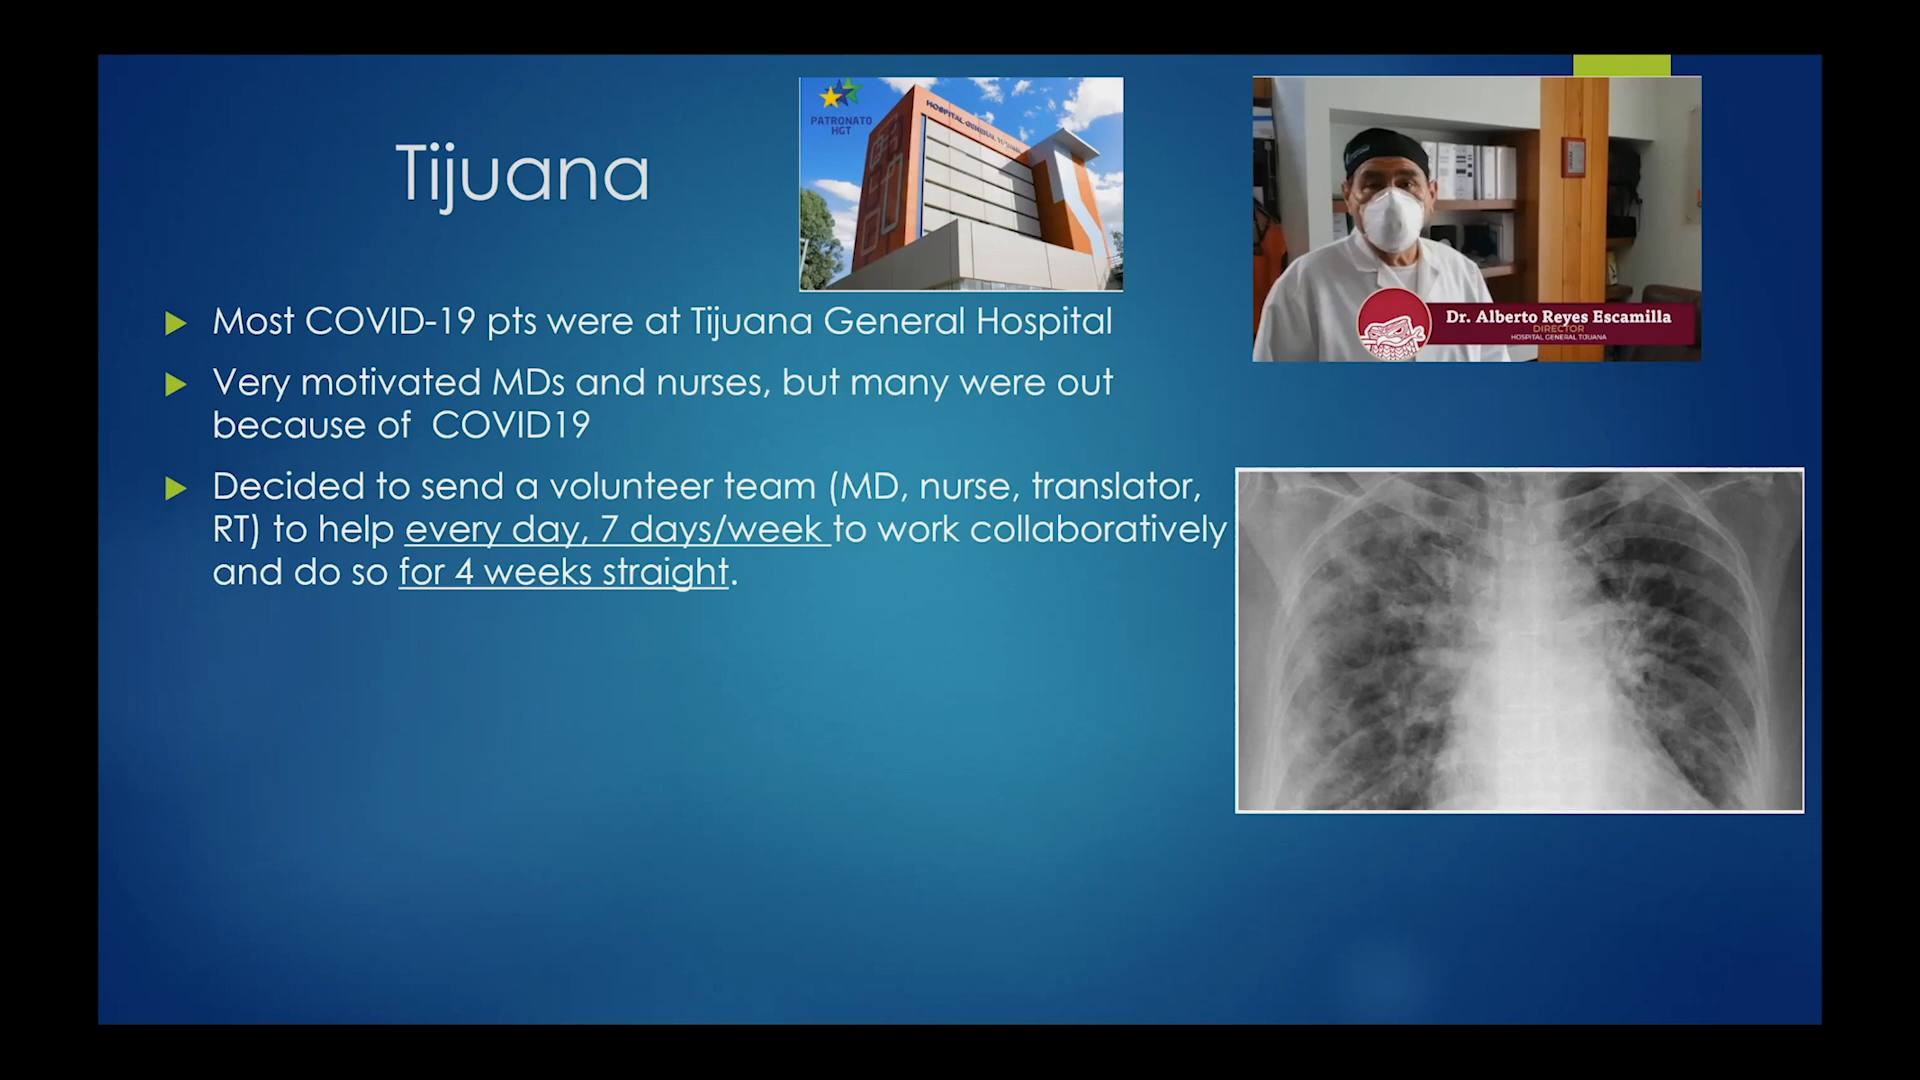 Tijuana
PATRONATO
HGT
HOSPITAL GENERAL TIJUANA
Dr. Alberto Reyes Escamilla
DIRECTOR
HOSPITAL GENERAL TIJUANA
Most COVID-19 pts were at Tijuana General Hospital
Very motivated MDs and nurses, but many were out
because of  COVID19
Decided to send a volunteer team (MD, nurse, translator,
RT) to help every day, 7 days/week to work collaboratively
and do so for 4 weeks straight.